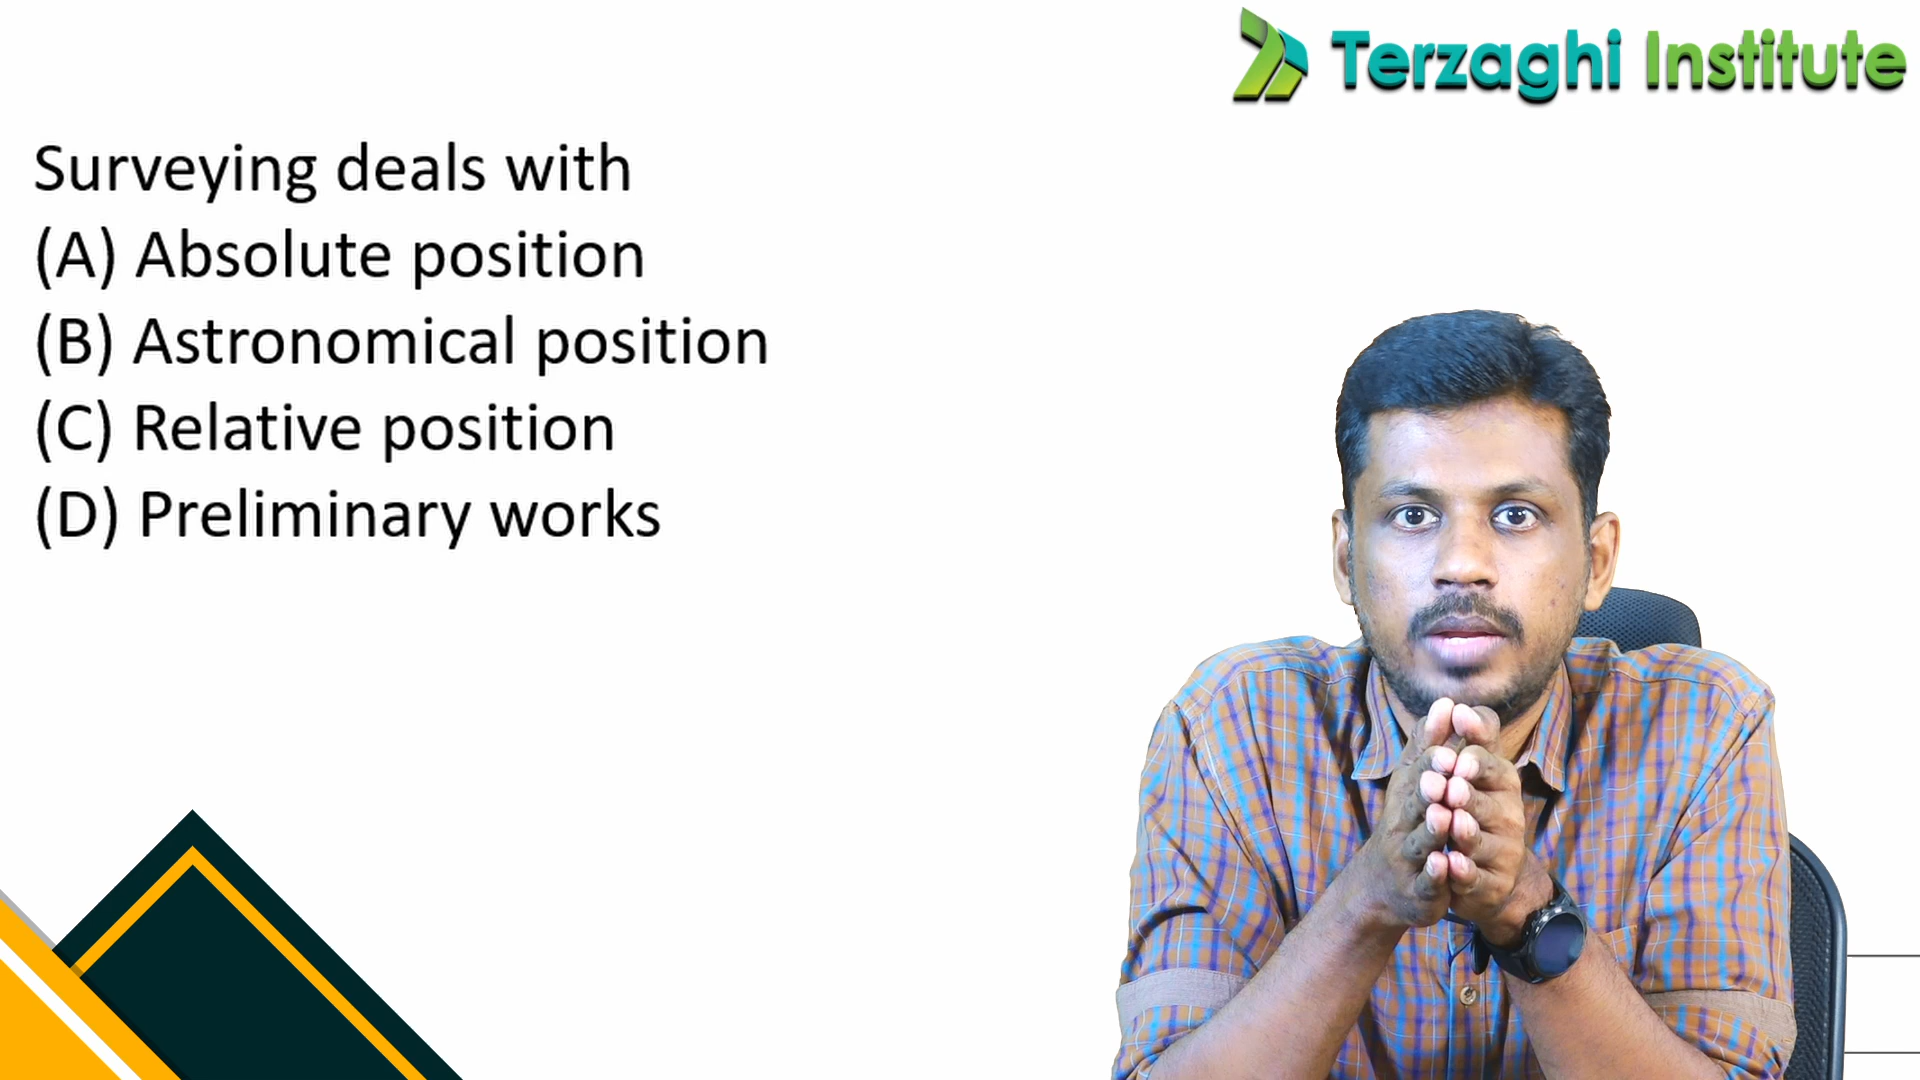 Terzaghi Institute
Surveying deals with
(A) Absolute position
(B) Astronomical position
(C) Relative position
(D) Preliminary works